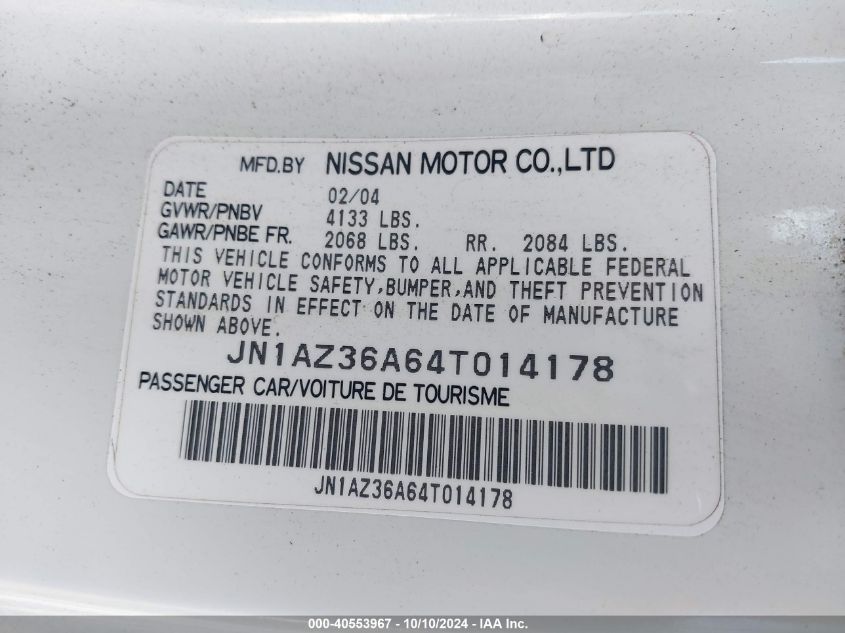 MFD.BY NISSAN MOTOR CO.,LTD
DATE 02/04
GVWR/PNBV 4133 LBS.
GAWR/PNBE FR. 2068 LBS. RR. 2084 LBS.
THIS VEHICLE CONFORMS TO ALL APPLICABLE FEDERAL
MOTOR VEHICLE SAFETY,BUMPER,AND THEFT PREVENTION
STANDARDS IN EFFECT ON THE DATE OF MANUFACTURE
SHOWN ABOVE.
JN1AZ36A64T014178
PASSENGER CAR/VOITURE DE TOURISME
JN1AZ36A64T014178
000-40553967 - 10/10/2024 - IAA Inc.